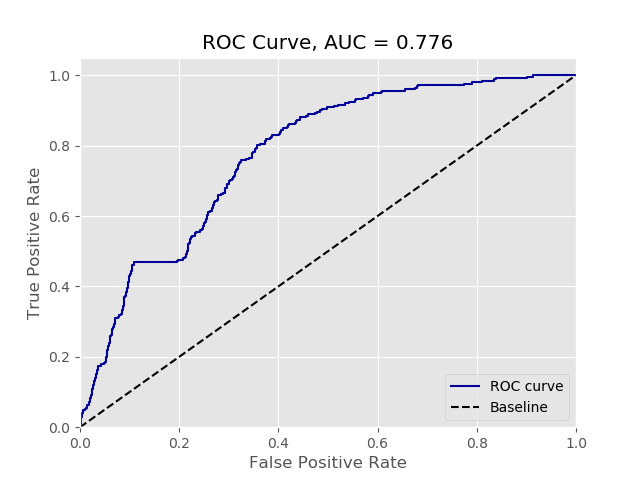 ROC Curve, AUC = 0.776
True Positive Rate
1.0
0.8
0.6
0.4
0.2
0.0
ROC curve
Baseline
0.0 0.2 0.4 0.6 0.8 1.0
False Positive Rate